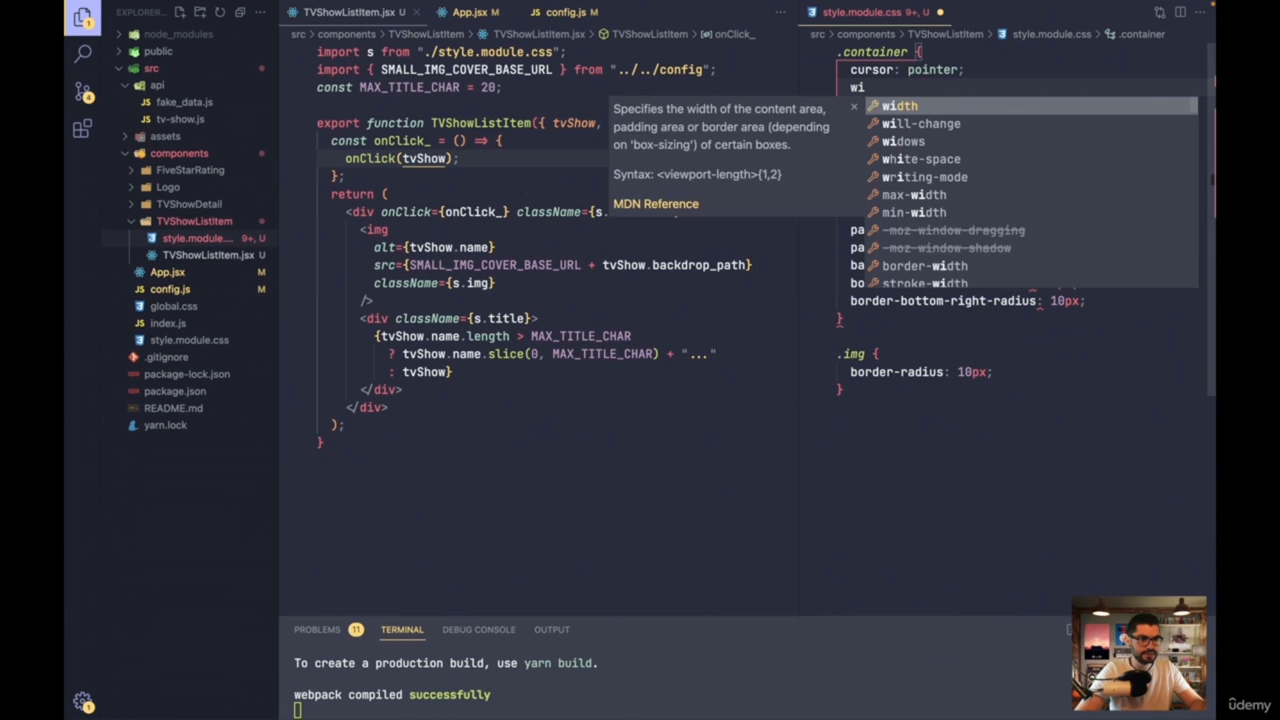 EXPLORER...
node_modules
public
src
api
fake_data.js
tv-show.js
assets
components
FiveStarRating
Logo
TVShowDetail
TVShowListItem
style.module.... 9+, U
TVShowListItem.jsx U
App.jsx M
config.js M
global.css
index.js
style.module.css
.gitignore
package-lock.json
package.json
README.md
yarn.lock
1
4
1
TVShowListItem.jsx U
App.jsx M
config.js M
src > components > TVShowListItem > TVShowListItem.jsx > TVShowListItem > onClick_
import s from "./style.module.css";
import { SMALL_IMG_COVER_BASE_URL } from "../../config";
const MAX_TITLE_CHAR = 20;
export function TVShowListItem({ tvShow,
const onClick_ = () => {
onClick(tvShow);
};
return (
<div onClick={onClick_} className={s.
<img
alt={tvShow.name}
src={SMALL_IMG_COVER_BASE_URL + tvShow.backdrop_path}
className={s.img}
/>
<div className={s.title}>
{tvShow.name.length > MAX_TITLE_CHAR
? tvShow.name.slice(0, MAX_TITLE_CHAR) + "..."
: tvShow}
</div>
</div>
);
}
Specifies the width of the content area,
padding area or border area (depending
on 'box-sizing') of certain boxes.
Syntax: <viewport-length>{1,2}
MDN Reference
style.module.css 9+, U
src > components > TVShowListItem > style.module.css > .container
.container {
cursor: pointer;
wi
width
will-change
widows
white-space
writing-mode
max-width
min-width
-moz-window-dragging
-moz-window-shadow
border-width
stroke-width
pa
pa
ba
bo
border-bottom-right-radius: 10px;
}
.img {
border-radius: 10px;
}
PROBLEMS 11 TERMINAL DEBUG CONSOLE OUTPUT
To create a production build, use yarn build.
webpack compiled successfully
ûdemy